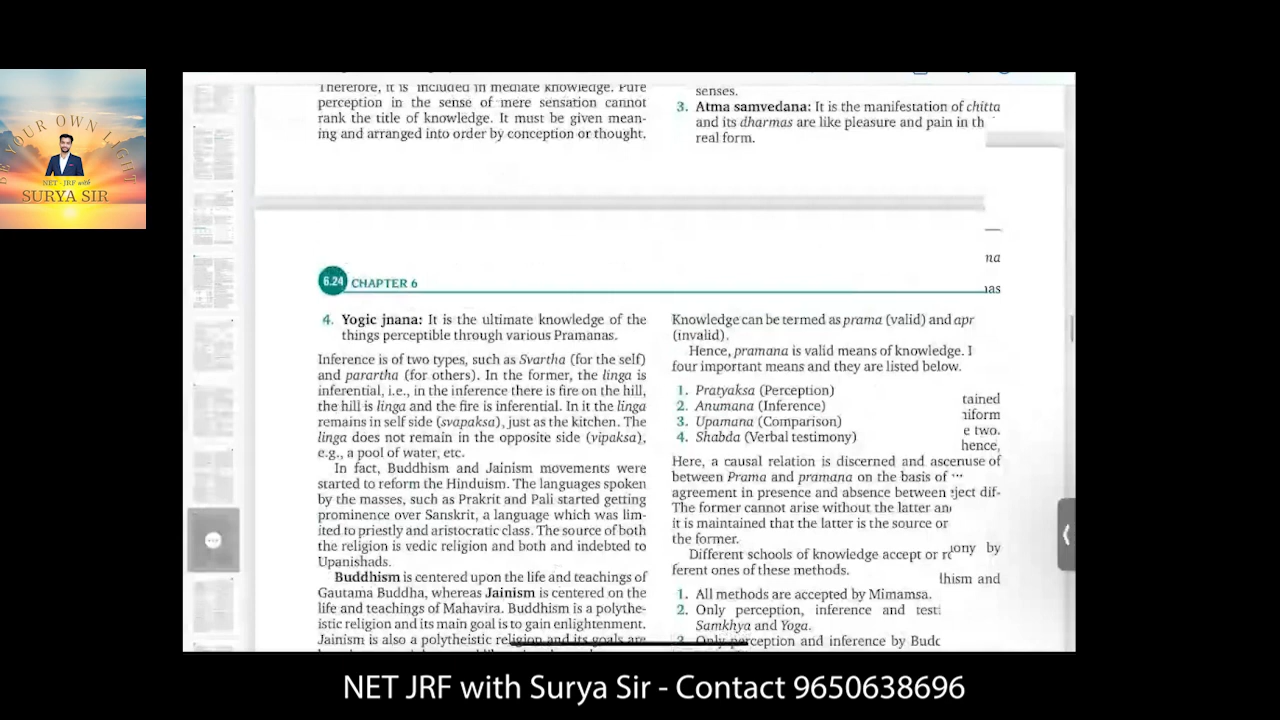 Therefore, it is included in mediate knowledge. Pure
perception in the sense of mere sensation cannot
rank the title of knowledge. It must be given mean-
ing and arranged into order by conception or thought.
senses.
3. Atma samvedana: It is the manifestation of chitta
and its dharmas are like pleasure and pain in th
real form.
BE YOUR OWN LIGHT
NET - JRF with
SURYA SIR
na
nas
6.24 CHAPTER 6
4. Yogic jnana: It is the ultimate knowledge of the
things perceptible through various Pramanas.
Inference is of two types, such as Svartha (for the self)
and parartha (for others). In the former, the linga is
inferential, i.e., in the inference there is fire on the hill,
the hill is linga and the fire is inferential. In it the linga
remains in self side (svapaksa), just as the kitchen. The
linga does not remain in the opposite side (vipaksa),
e.g., a pool of water, etc.
In fact, Buddhism and Jainism movements were
started to reform the Hinduism. The languages spoken
by the masses, such as Prakrit and Pali started getting
prominence over Sanskrit, a language which was lim-
ited to priestly and aristocratic class. The source of both
the religion is vedic religion and both and indebted to
Upanishads.
Buddhism is centered upon the life and teachings of
Gautama Buddha, whereas Jainism is centered on the
life and teachings of Mahavira. Buddhism is a polythe-
istic religion and its main goal is to gain enlightenment.
Jainism is also a polytheistic religion and its goals are
Knowledge can be termed as prama (valid) and apr
(invalid).
Hence, pramana is valid means of knowledge. I
four important means and they are listed below.
1. Pratyaksa (Perception)
2. Anumana (Inference)
3. Upamana (Comparison)
4. Shabda (Verbal testimony)
tained
iiform
e two.
hence,
Here, a causal relation is discerned and ascenuse of
between Prama and pramana on the basis of
agreement in presence and absence between ject dif-
The former cannot arise without the latter an
it is maintained that the latter is the source or
the former.
ony by
Different schools of knowledge accept or re
ferent ones of these methods.
lhism and
1. All methods are accepted by Mimamsa.
2. Only perception, inference and testi
Samkhya and Yoga.
3. Only perception and inference by Budc
NET JRF with Surya Sir - Contact 9650638696